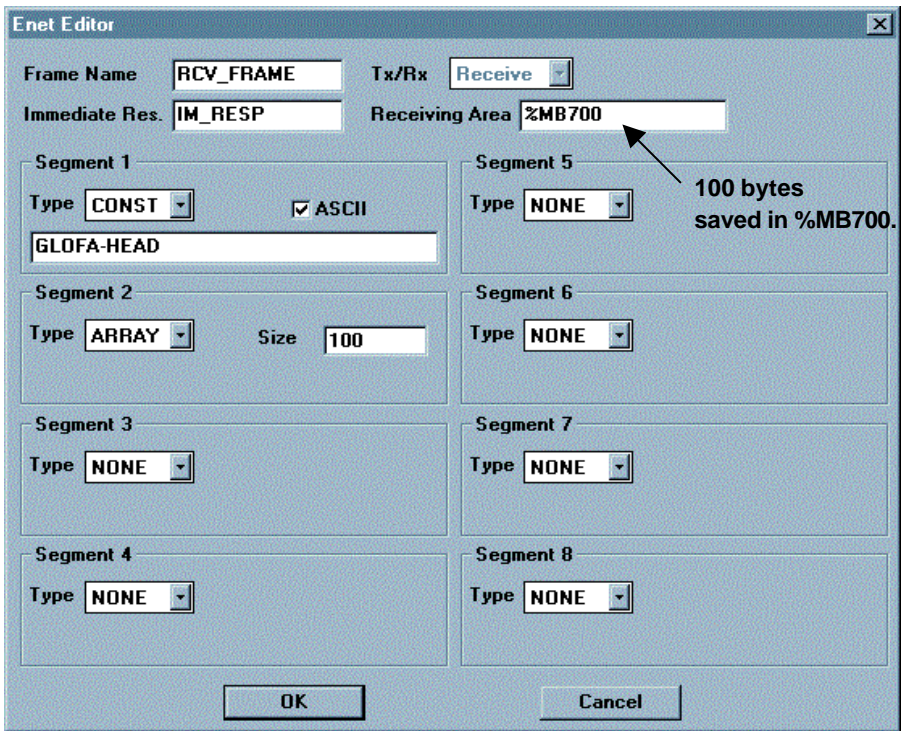 Enet Editor
Frame Name RCV_FRAME Tx/Rx Receive
Immediate Res. IM_RESP Receiving Area %MB700
Segment 1
Type CONST ASCII
GLOFA-HEAD
Segment 5
Type NONE
100 bytes
saved in %MB700.
Segment 2
Type ARRAY Size 100
Segment 6
Type NONE
Segment 3
Type NONE
Segment 7
Type NONE
Segment 4
Type NONE
Segment 8
Type NONE
OK Cancel